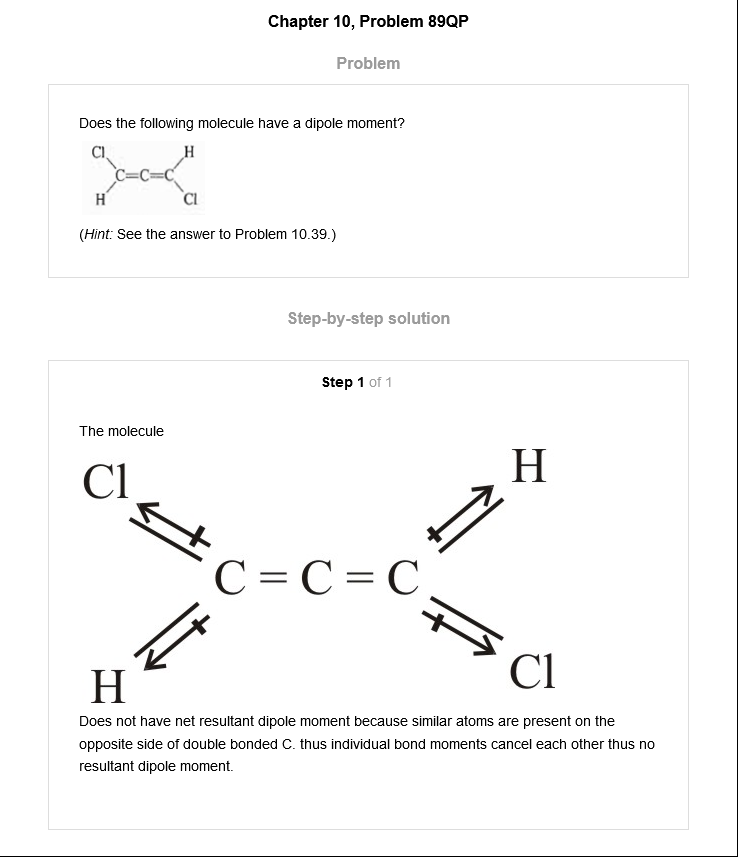 Chapter 10, Problem 89QP
Problem
Does the following molecule have a dipole moment?
Cl H
C=C=C
H Cl
(Hint: See the answer to Problem 10.39.)
Step-by-step solution
Step 1 of 1
The molecule
Cl H
C = C = C
H Cl
Does not have net resultant dipole moment because similar atoms are present on the
opposite side of double bonded C. thus individual bond moments cancel each other thus no
resultant dipole moment.